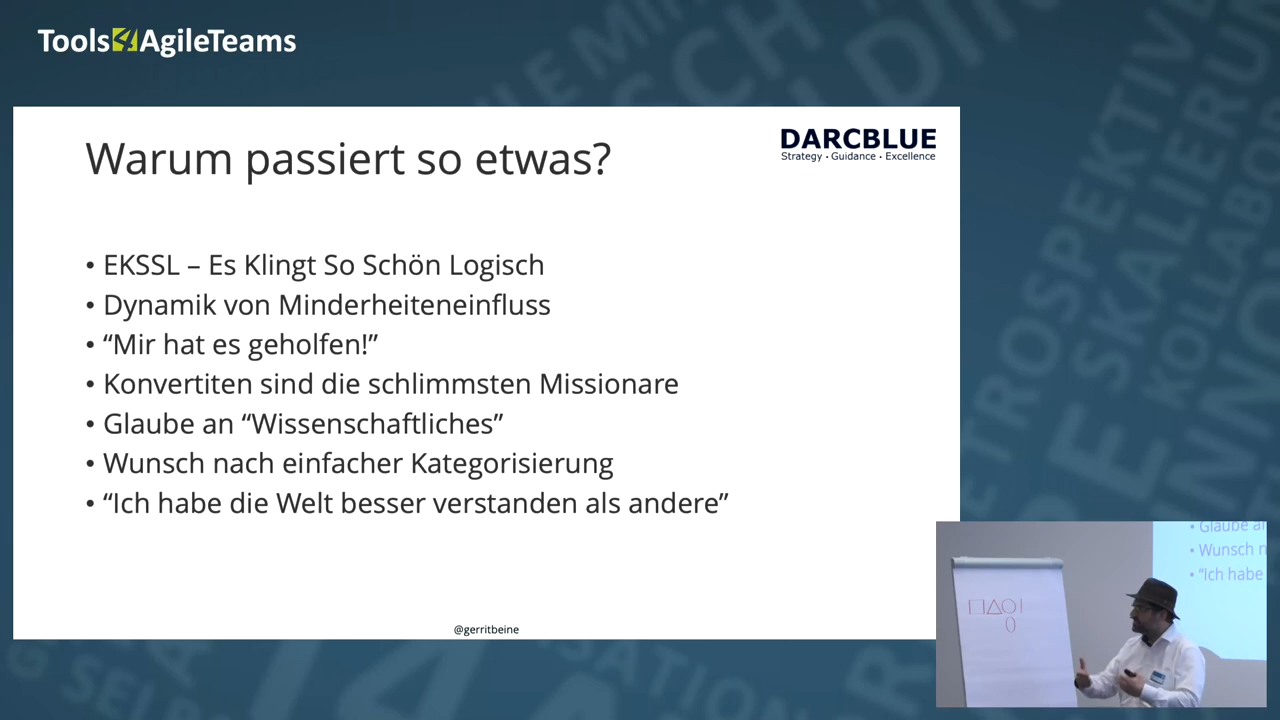 Tools4AgileTeams
Warum passiert so etwas?
DARCBLUE
Strategy • Guidance • Excellence
• EKSSL – Es Klingt So Schön Logisch
• Dynamik von Minderheiteneinfluss
• “Mir hat es geholfen!”
• Konvertiten sind die schlimmsten Missionare
• Glaube an “Wissenschaftliches”
• Wunsch nach einfacher Kategorisierung
• “Ich habe die Welt besser verstanden als andere”
@gerritbeine
• Glaube
• Wunsch
• “Ich habe